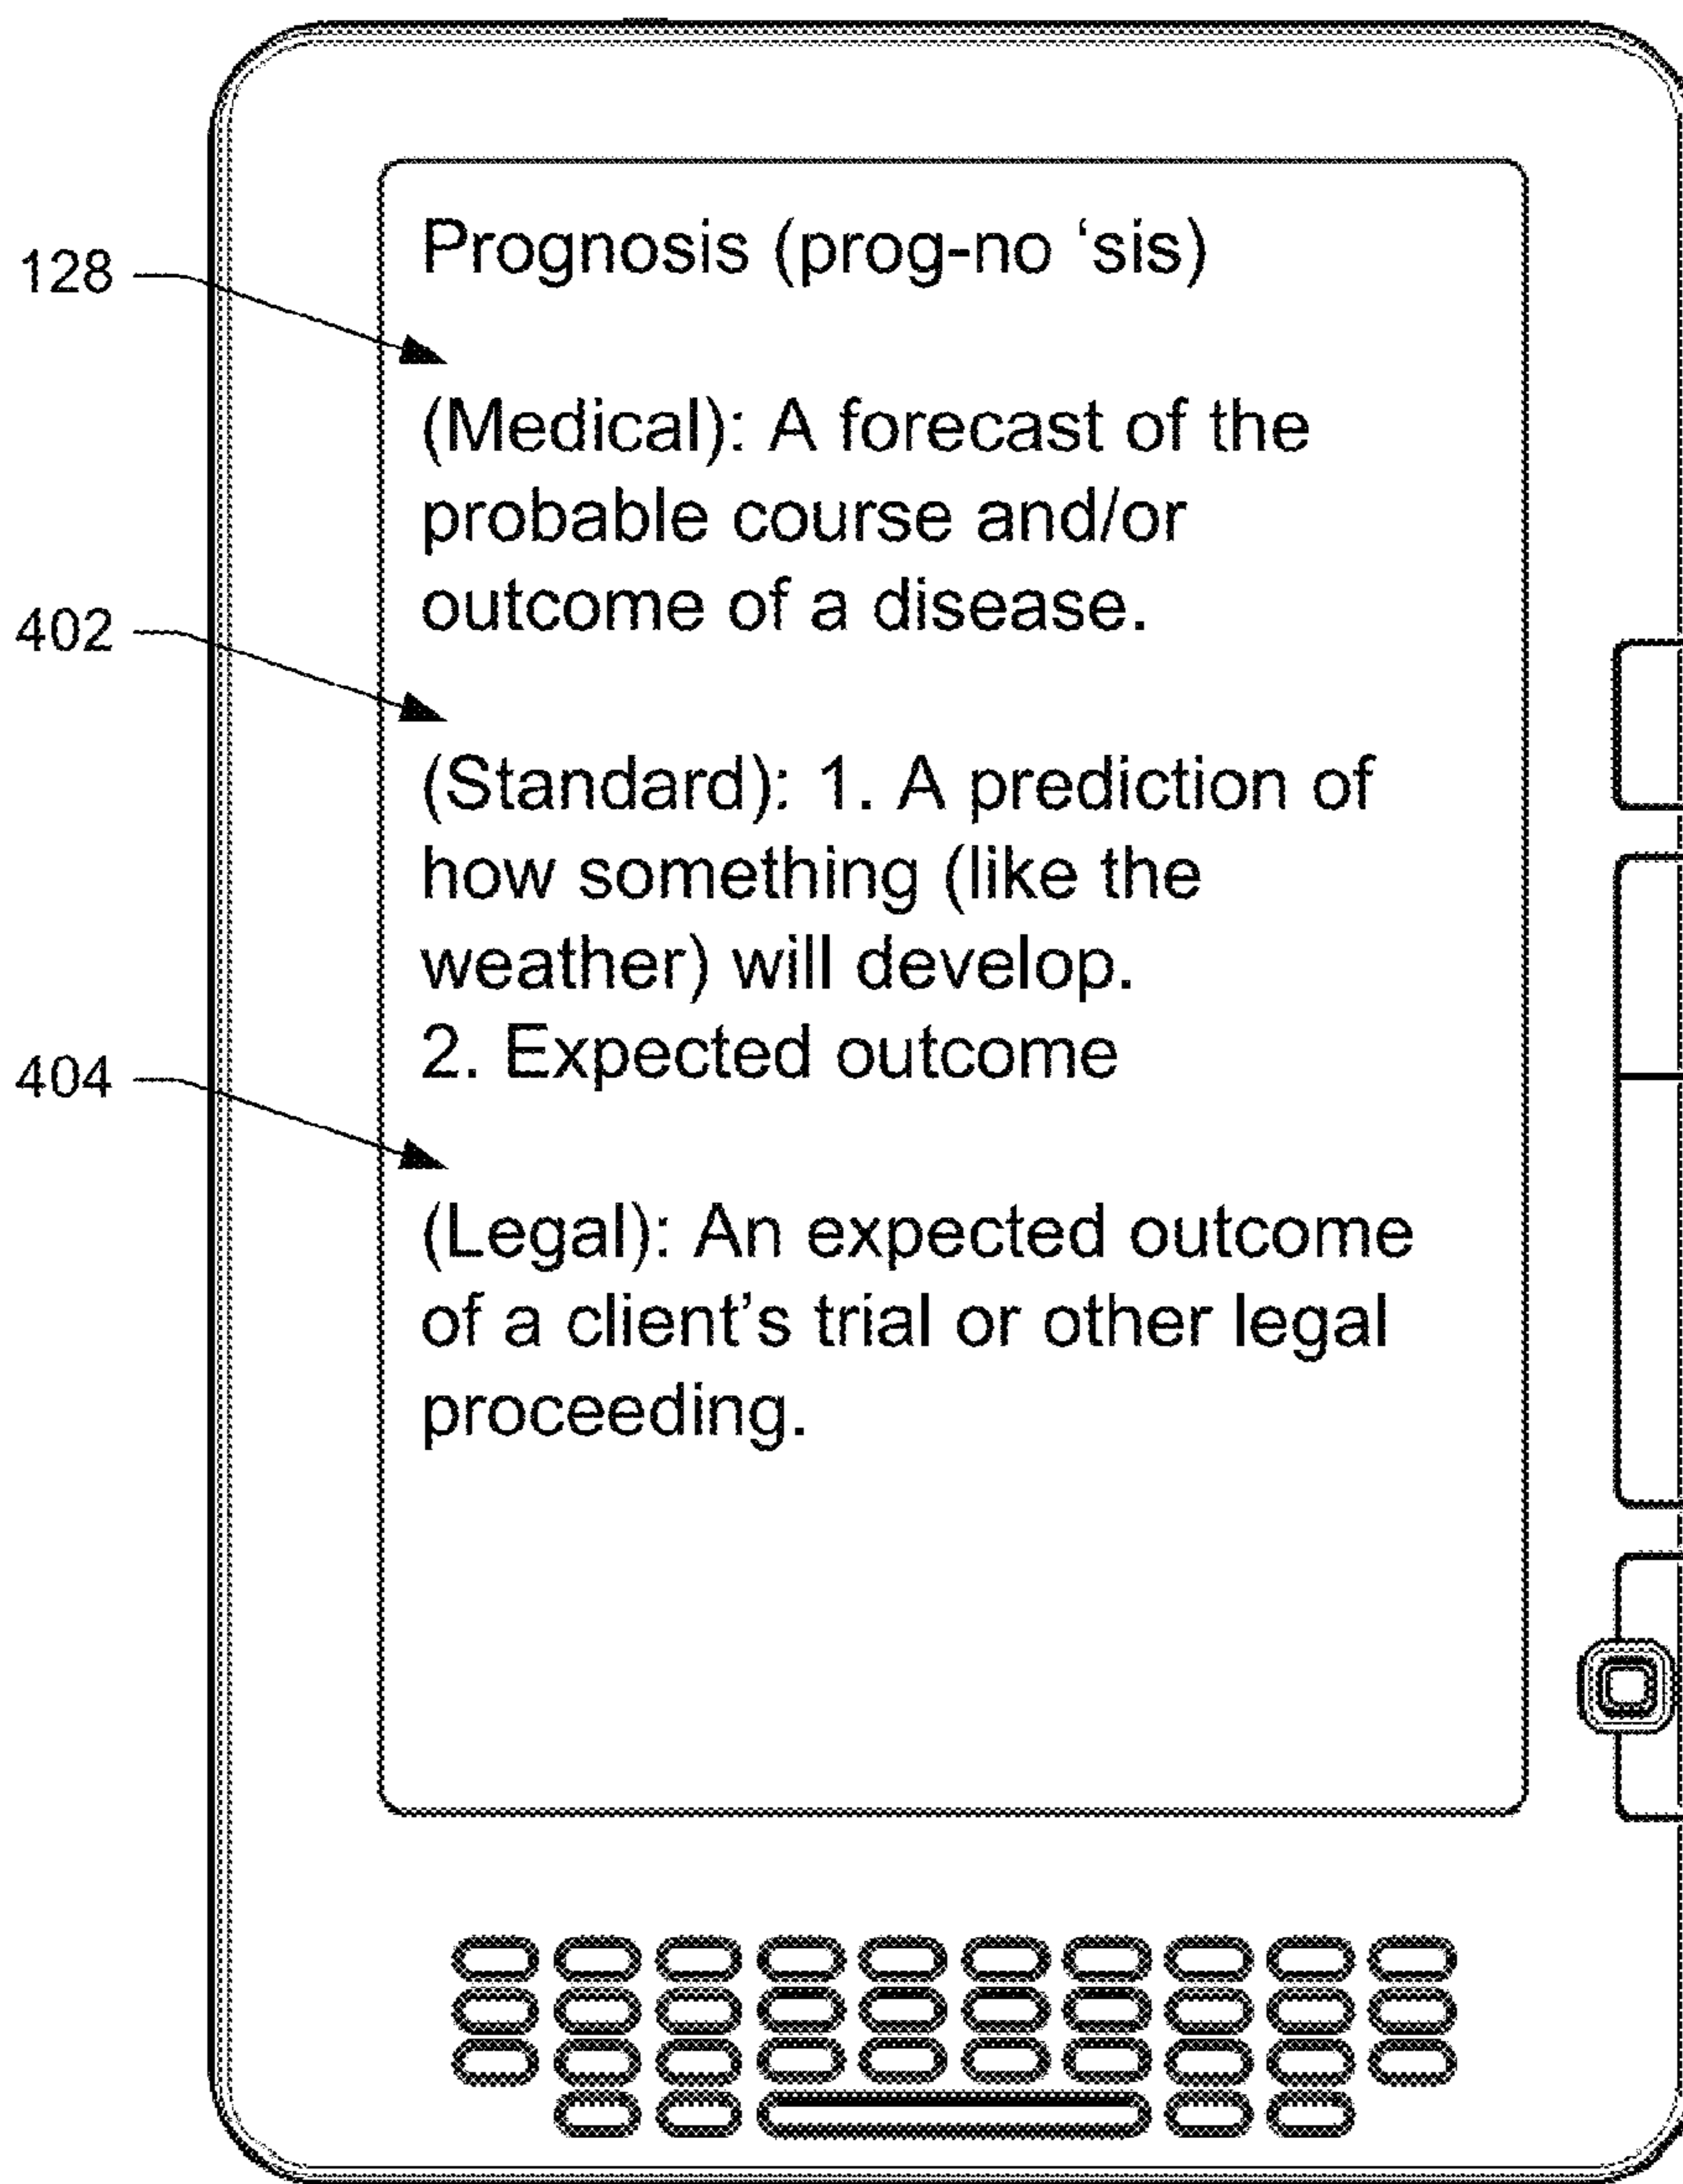 Prognosis (prog-no ‘sis)
128
(Medical): A forecast of the
probable course and/or
outcome of a disease.
402
(Standard): 1. A prediction of
how something (like the
weather) will develop.
2. Expected outcome
404
(Legal): An expected outcome
of a client’s trial or other legal
proceeding.